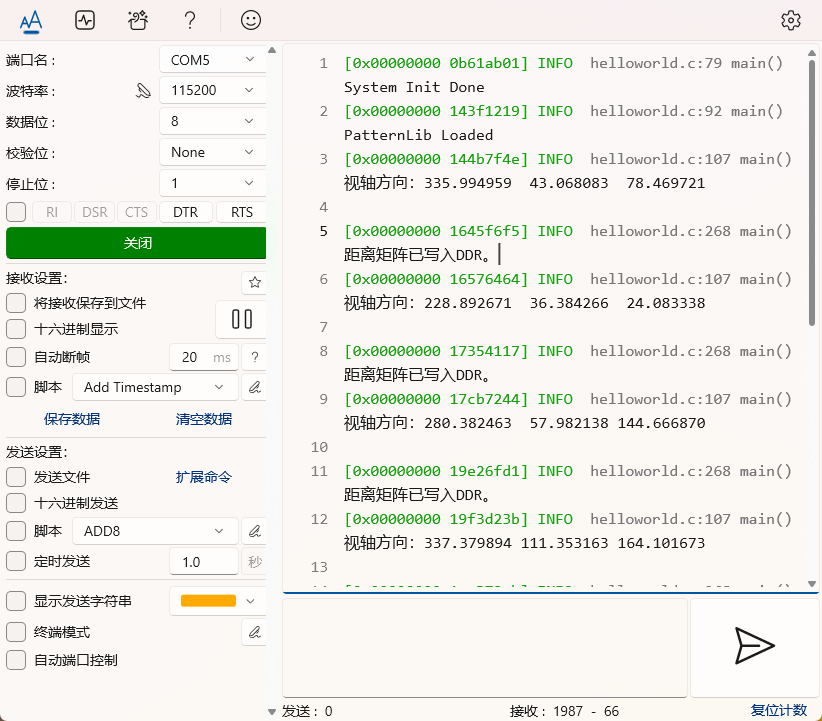 端口名：
COM5
波特率：
115200
数据位：
8
校验位：
None
停止位：
1
RI DSR CTS DTR RTS
关闭
接收设置：
将接收保存到文件
十六进制显示
自动断帧
20 ms ?
脚本
Add Timestamp
保存数据 清空数据
发送设置：
发送文件 扩展命令
十六进制发送
脚本
ADD8
定时发送
1.0 秒
显示发送字符串
终端模式
自动端口控制
1 [0x00000000 0b61ab01] INFO helloworld.c:79 main()
System Init Done
2 [0x00000000 143f1219] INFO helloworld.c:92 main()
PatternLib Loaded
3 [0x00000000 144b7f4e] INFO helloworld.c:107 main()
视轴方向：335.994959 43.068083 78.469721
4
5 [0x00000000 1645f6f5] INFO helloworld.c:268 main()
距离矩阵已写入DDR。
6 [0x00000000 16576464] INFO helloworld.c:107 main()
视轴方向：228.892671 36.384266 24.083338
7
8 [0x00000000 17354117] INFO helloworld.c:268 main()
距离矩阵已写入DDR。
9 [0x00000000 17cb7244] INFO helloworld.c:107 main()
视轴方向：280.382463 57.982138 144.666870
10
11 [0x00000000 19e26fd1] INFO helloworld.c:268 main()
距离矩阵已写入DDR。
12 [0x00000000 19f3d23b] INFO helloworld.c:107 main()
视轴方向：337.379894 111.353163 164.101673
13
发送：0 接收：1987 - 66 复位计数